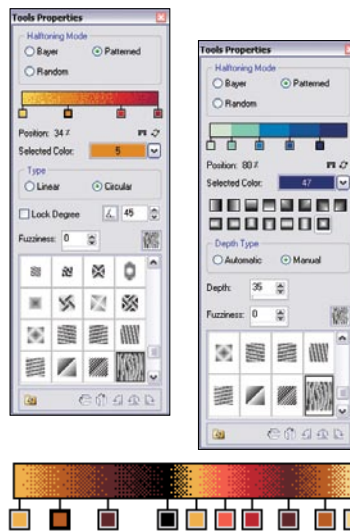 Tools Properties
Halftoning Mode
Bayer
Patterned
Random
Position: 34 %
Selected Color:
5
Type
Linear
Circular
Lock Degree
45
Fuzziness:
0
Tools Properties
Halftoning Mode
Bayer
Patterned
Random
Position: 80 %
Selected Color:
47
Depth Type
Automatic
Manual
Depth:
35
Fuzziness:
0